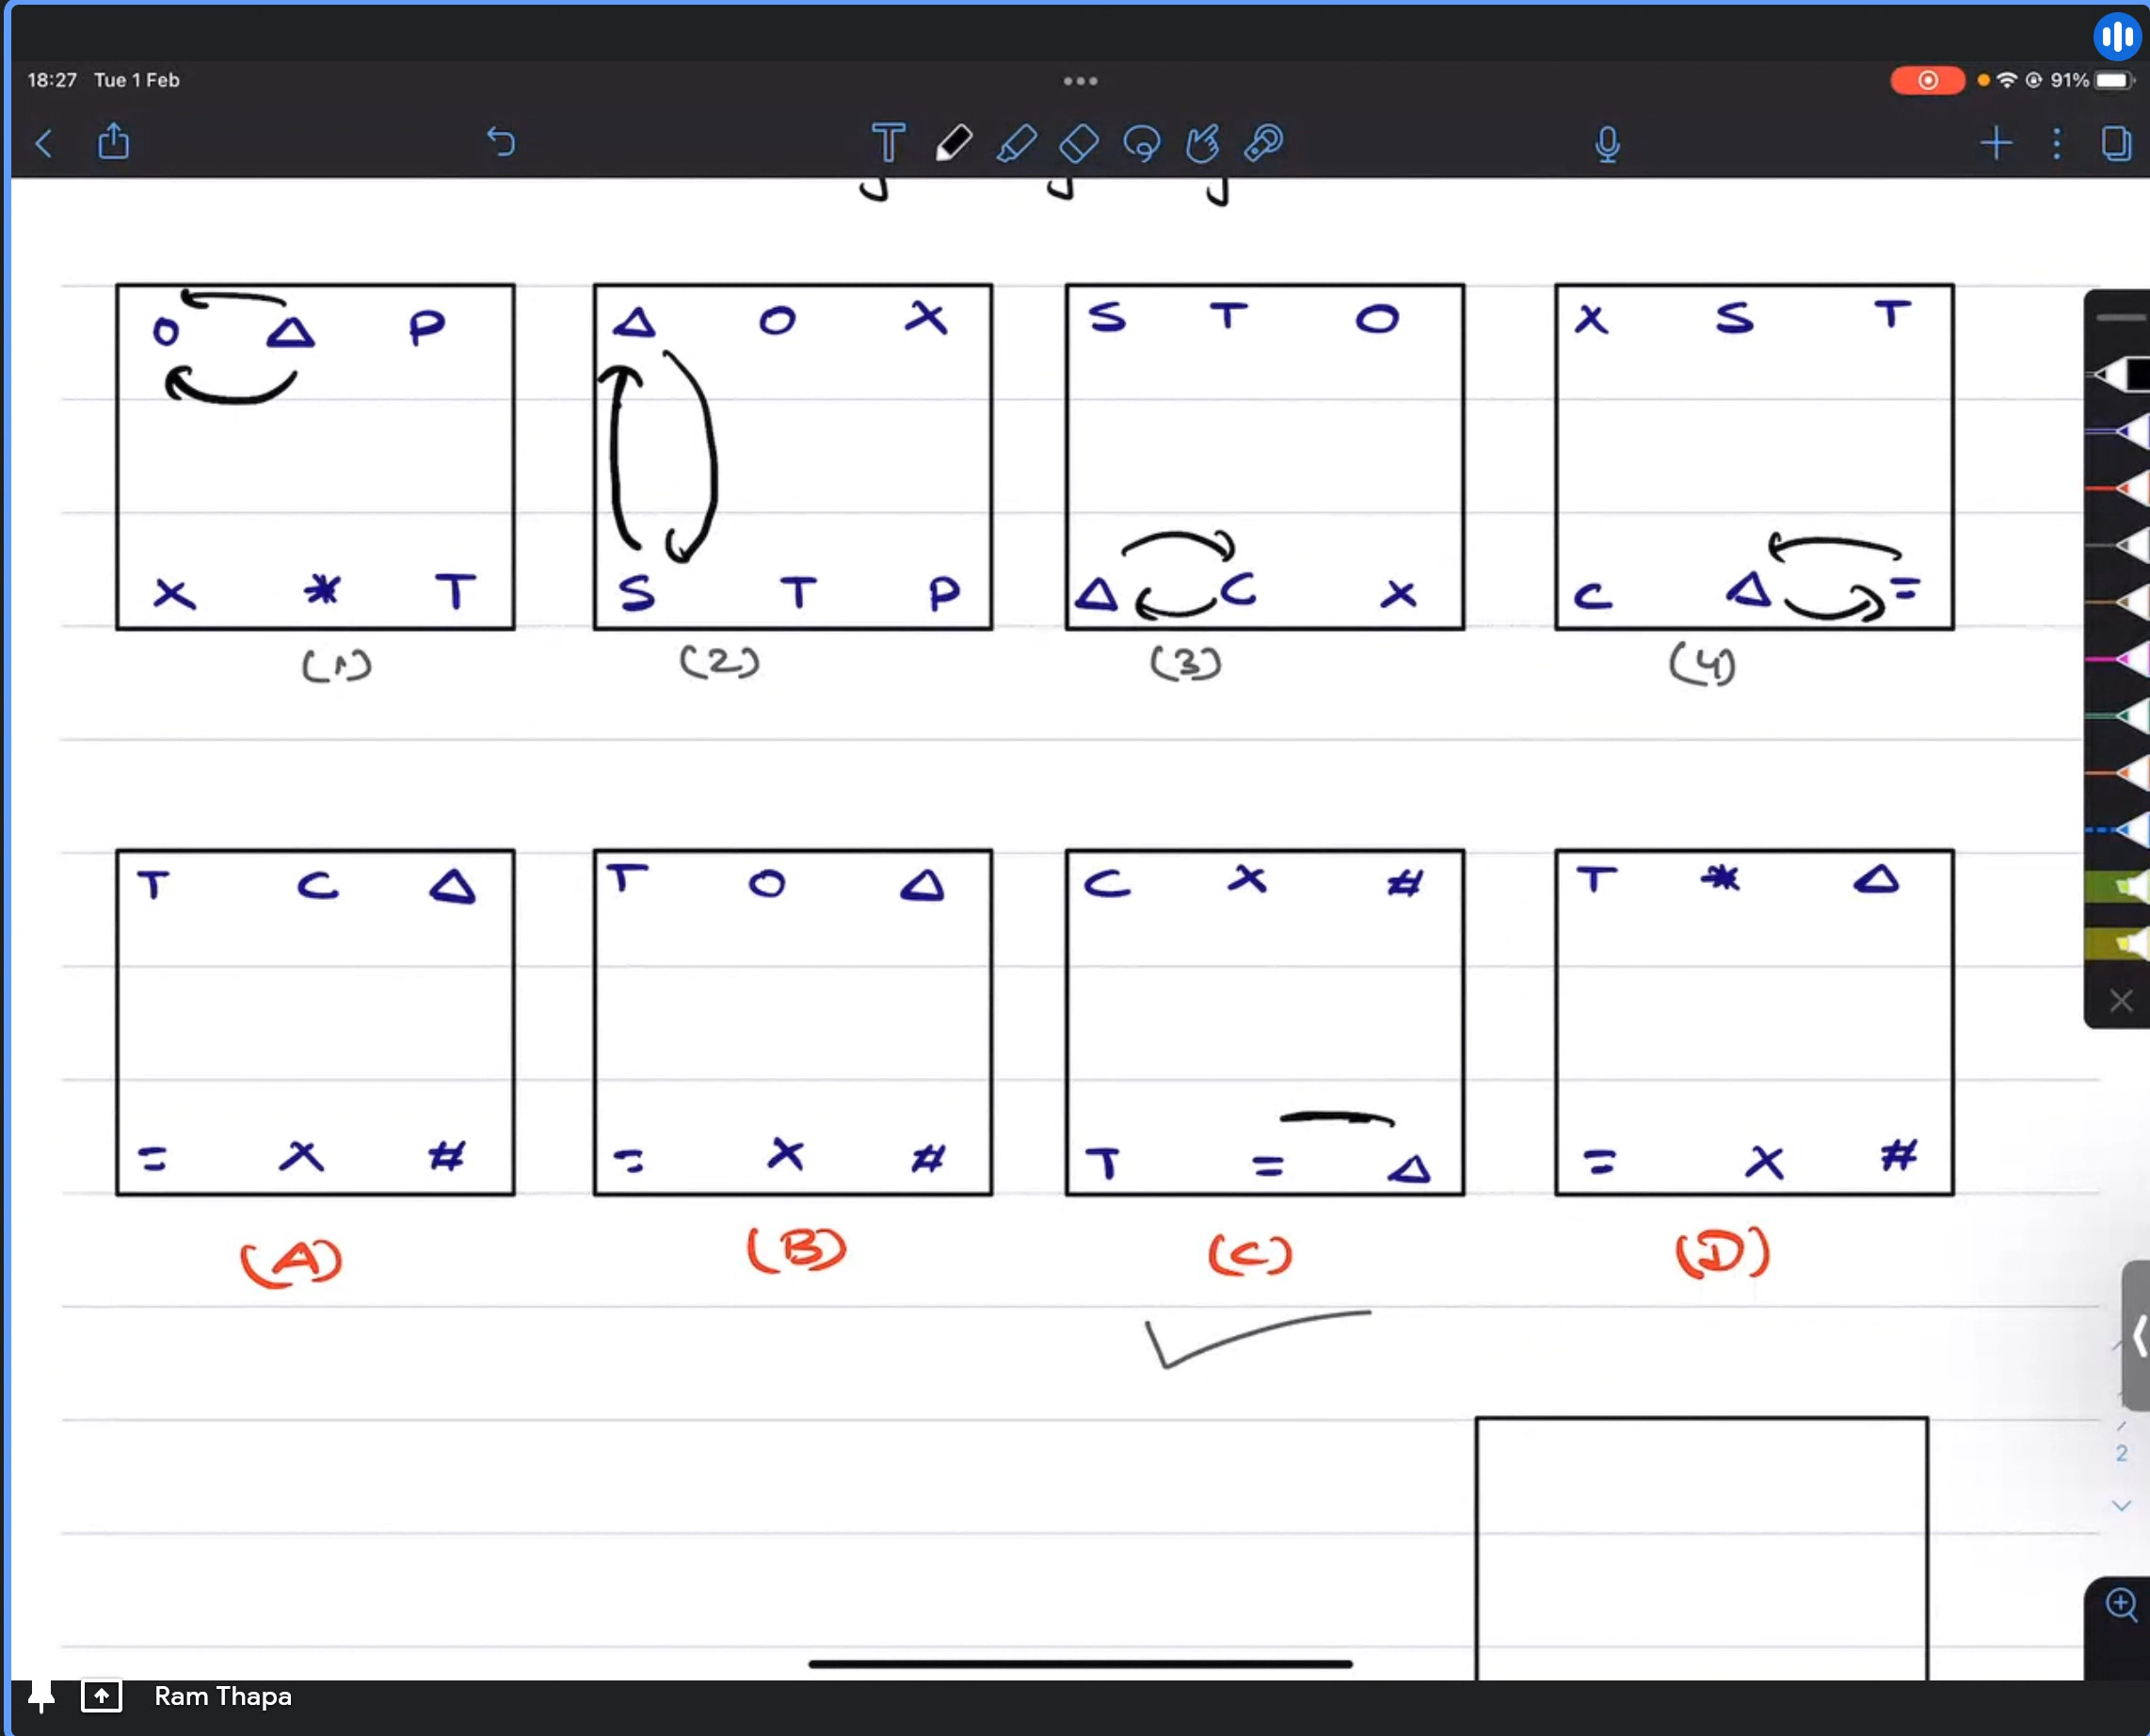 18:27 Tue 1 Feb
91%
T
O Δ P
Δ O X
S T O
X S T
X * T
S T P
Δ C X
C Δ =
(1)
(2)
(3)
(4)
T C Δ
T O Δ
C X #
T * Δ
= X #
= X #
T = Δ
= X #
(A)
(B)
(C)
(D)
2
Ram Thapa